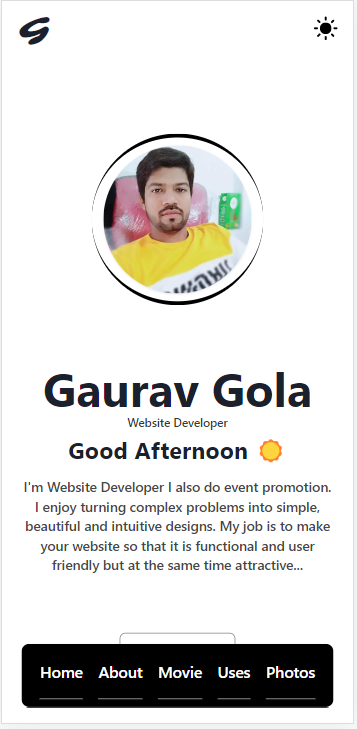 G
Gaurav Gola
Website Developer
Good Afternoon
I'm Website Developer I also do event promotion.
I enjoy turning complex problems into simple,
beautiful and intuitive designs. My job is to make
your website so that it is functional and user
friendly but at the same time attractive...
Home About Movie Uses Photos